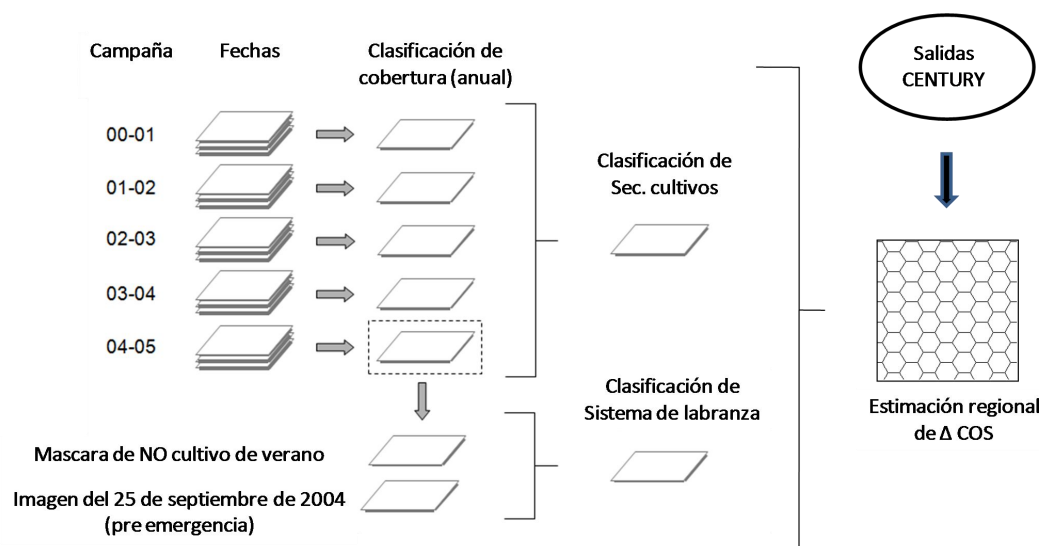 Campaña
Fechas
Clasificación de
cobertura (anual)
00-01
01-02
02-03
03-04
04-05
Mascara de NO cultivo de verano
Imagen del 25 de septiembre de 2004
(pre emergencia)
Clasificación de
Sec. cultivos
Clasificación de
Sistema de labranza
Salidas
CENTURY
Estimación regional
de Δ COS